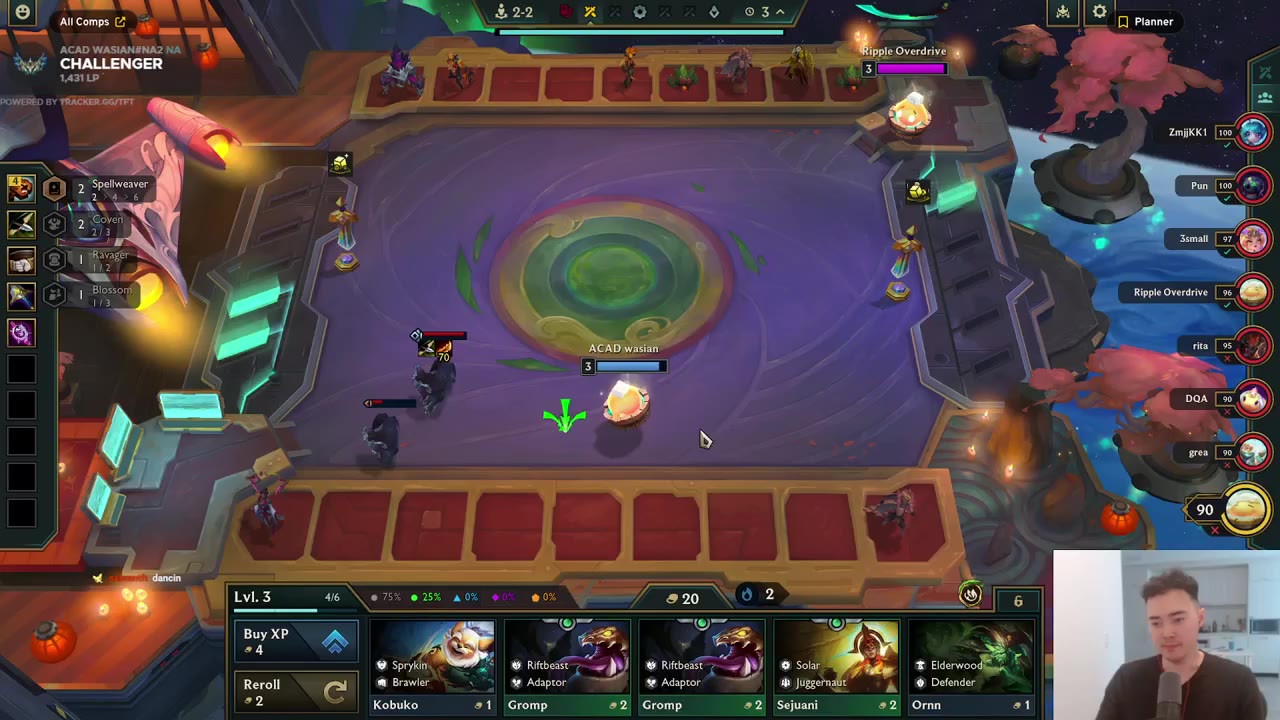 All Comps
2-2
3
Planner
ACAD WASIAN#NA2 NA
CHALLENGER
1,431 LP
POWERED BY TRACKER.GG/TFT
Ripple Overdrive
3
ZmjjKK1 100
Pun 100
3small 97
Ripple Overdrive 96
rita 95
DQA 90
grea 90
90
2 Spellweaver
2 > 4 > 6
2 Coven
2 / 3
1 Ravager
1 / 2
1 Blossom
1 / 3
4
70
ACAD wasian
3
dancin
Lvl. 3 4/6
75% 25% 0% 0% 0%
20
2
6
Buy XP
4
Reroll
2
Sprykin
Brawler
Kobuko 1
Riftbeast
Adaptor
Gromp 2
Riftbeast
Adaptor
Gromp 2
Solar
Juggernaut
Sejuani 2
Elderwood
Defender
Ornn 1